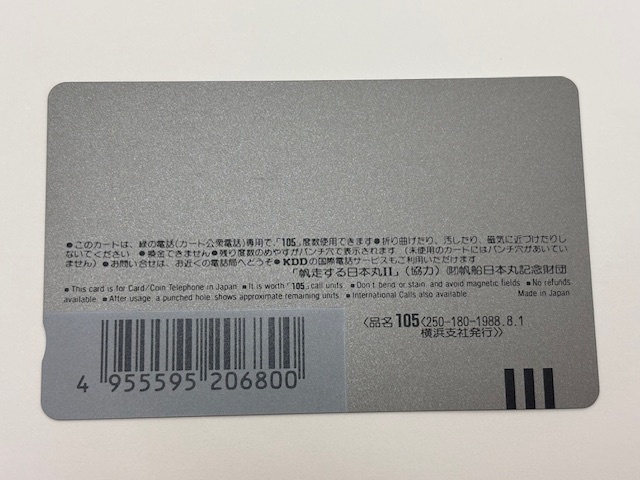 ●このカードは、緑の電話(カード公衆電話)専用で、「105」度数使用できます●折り曲げたり、汚したり、磁気に近づけたりし
ないでください ●換金できません●残り度数のめやすがパンチ穴で表示されます (未使用のカードにはパンチ穴があいてい
ません) ●お問い合せは、お近くの電話局へどうぞ ●KDDの国際電話サービスもご利用いただけます
「帆走する日本丸II」(協力) ㈶帆船日本丸記念財団
■ This card is for Card/Coin Telephone in Japan ■ It is worth「105」call units ■ Don't bend or stain, and avoid magnetic fields ■ No refunds
available. ■ After usage, a punched hole, shows approximate remaining units. ■ International Calls also available. Made in Japan
〈品名 105〈250-180-1988.8.1
横浜支社発行〉〉
4 955595 206800